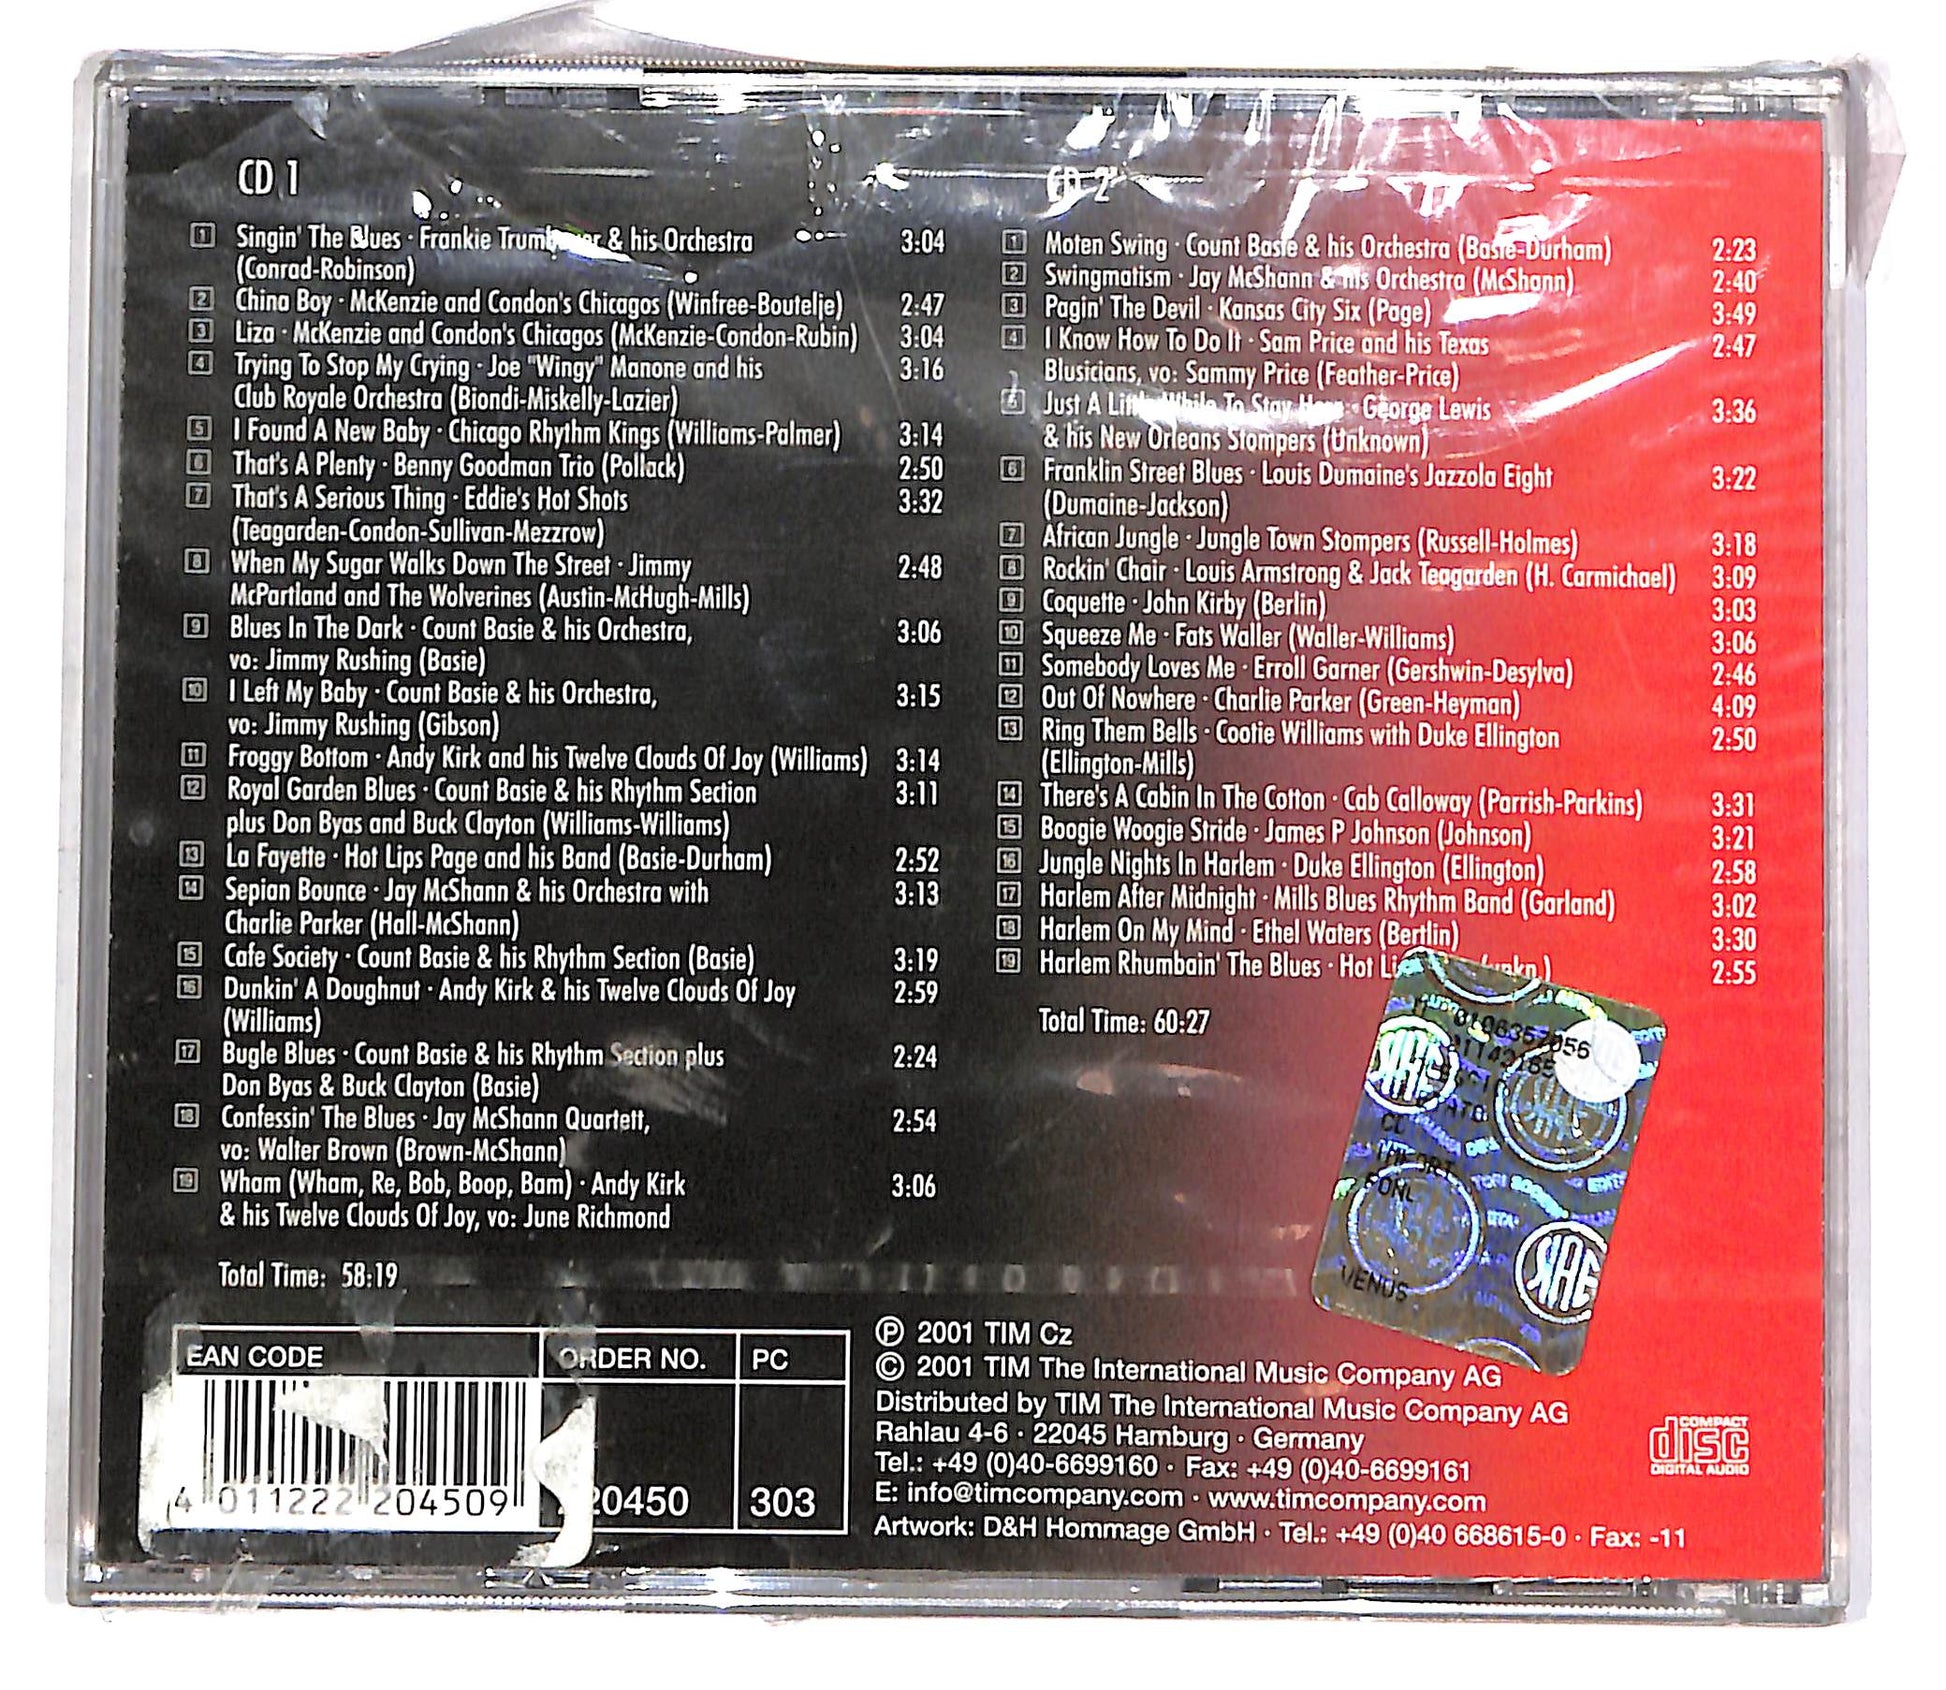 CD 1
1 Singin' The Blues · Frankie & his Orchestra 3:04
(Conrad-Robinson)
2 China Boy · McKenzie and Condon's Chicagos (Winfree-Boutelje) 2:47
3 Liza · McKenzie and Condon's Chicagos (McKenzie-Condon-Rubin) 3:04
4 Trying To Stop My Crying · Joe "Wingy" Manone and his 3:16
Club Royale Orchestra (Biondi-Miskelly-Lazier)
5 I Found A New Baby · Chicago Rhythm Kings (Williams-Palmer) 3:14
6 That's A Plenty · Benny Goodman Trio (Pollack) 2:50
7 That's A Serious Thing · Eddie's Hot Shots 3:32
(Teagarden-Condon-Sullivan-Mezzrow)
8 When My Sugar Walks Down The Street · Jimmy 2:48
McPartland and The Wolverines (Austin-McHugh-Mills)
9 Blues In The Dark · Count Basie & his Orchestra, 3:06
vo: Jimmy Rushing (Basie)
10 I Left My Baby · Count Basie & his Orchestra, 3:15
vo: Jimmy Rushing (Gibson)
11 Froggy Bottom · Andy Kirk and his Twelve Clouds Of Joy (Williams) 3:14
12 Royal Garden Blues · Count Basie & his Rhythm Section 3:11
plus Don Byas and Buck Clayton (Williams-Williams)
13 La Fayette · Hot Lips Page and his Band (Basie-Durham) 2:52
14 Sepian Bounce · Jay McShann & his Orchestra with 3:13
Charlie Parker (Hall-McShann)
15 Cafe Society · Count Basie & his Rhythm Section (Basie) 3:19
16 Dunkin' A Doughnut · Andy Kirk & his Twelve Clouds Of Joy 2:59
(Williams)
17 Bugle Blues · Count Basie & his Rhythm Section plus 2:24
Don Byas & Buck Clayton (Basie)
18 Confessin' The Blues · Jay McShann Quartett, 2:54
vo: Walter Brown (Brown-McShann)
19 Wham (Wham, Re, Bob, Boop, Bam) · Andy Kirk 3:06
& his Twelve Clouds Of Joy, vo: June Richmond
Total Time: 58:19
CD 2
1 Moten Swing · Count Basie & his Orchestra (Basie-Durham) 2:23
2 Swingmatism · Jay McShann & his Orchestra (McShann) 2:40
3 Pagin' The Devil · Kansas City Six (Page) 3:49
4 I Know How To Do It · Sam Price and his Texas 2:47
Blusicians, vo: Sammy Price (Feather-Price)
5 Just A Little While To Stay Here · George Lewis 3:36
& his New Orleans Stompers (Unknown)
6 Franklin Street Blues · Louis Dumaine's Jazzola Eight 3:22
(Dumaine-Jackson)
7 African Jungle · Jungle Town Stompers (Russell-Holmes) 3:18
8 Rockin' Chair · Louis Armstrong & Jack Teagarden (H. Carmichael) 3:09
9 Coquette · John Kirby (Berlin) 3:03
10 Squeeze Me · Fats Waller (Waller-Williams) 3:06
11 Somebody Loves Me · Erroll Garner (Gershwin-Desylva) 2:46
12 Out Of Nowhere · Charlie Parker (Green-Heyman) 4:09
13 Ring Them Bells · Cootie Williams with Duke Ellington 2:50
(Ellington-Mills)
14 There's A Cabin In The Cotton · Cab Calloway (Parrish-Parkins) 3:31
15 Boogie Woogie Stride · James P Johnson (Johnson) 3:21
16 Jungle Nights In Harlem · Duke Ellington (Ellington) 2:58
17 Harlem After Midnight · Mills Blues Rhythm Band (Garland) 3:02
18 Harlem On My Mind · Ethel Waters (Bertlin) 3:30
19 Harlem Rhumbain' The Blues · Hot 2:55
Total Time: 60:27
SIAE
VENUS
EAN CODE ORDER NO. PC
4 011222 204509 20450 303
℗ 2001 TIM Cz
© 2001 TIM The International Music Company AG
Distributed by TIM The International Music Company AG
Rahlau 4-6 · 22045 Hamburg · Germany
Tel.: +49 (0)40-6699160 · Fax: +49 (0)40-6699161
E: info@timcompany.com · www.timcompany.com
Artwork: D&H Hommage GmbH · Tel.: +49 (0)40 668615-0 · Fax: -11
COMPACT
disc
DIGITAL AUDIO